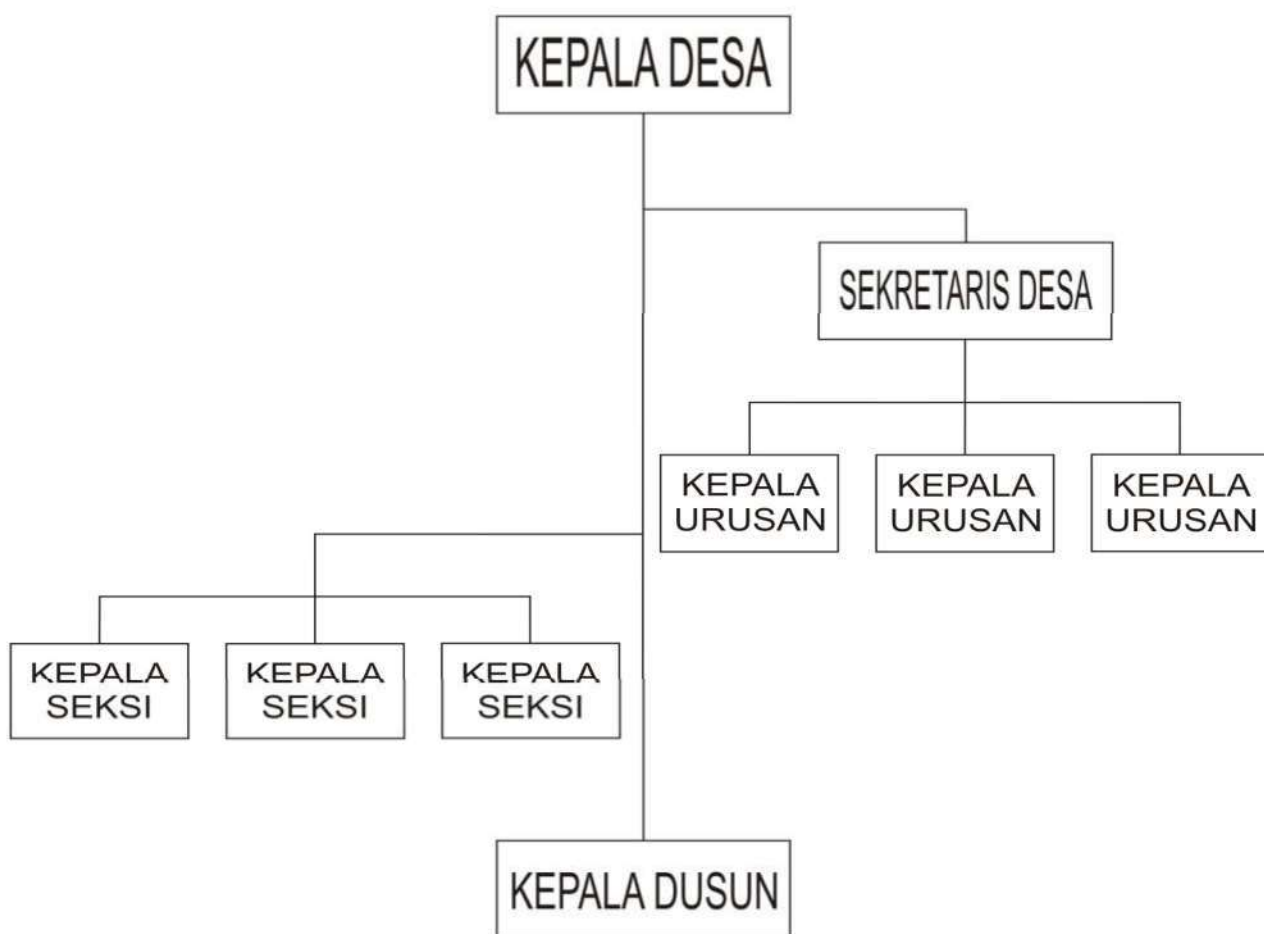 KEPALA DESA
SEKRETARIS DESA
KEPALA
URUSAN
KEPALA
URUSAN
KEPALA
URUSAN
KEPALA
SEKSI
KEPALA
SEKSI
KEPALA
SEKSI
KEPALA DUSUN